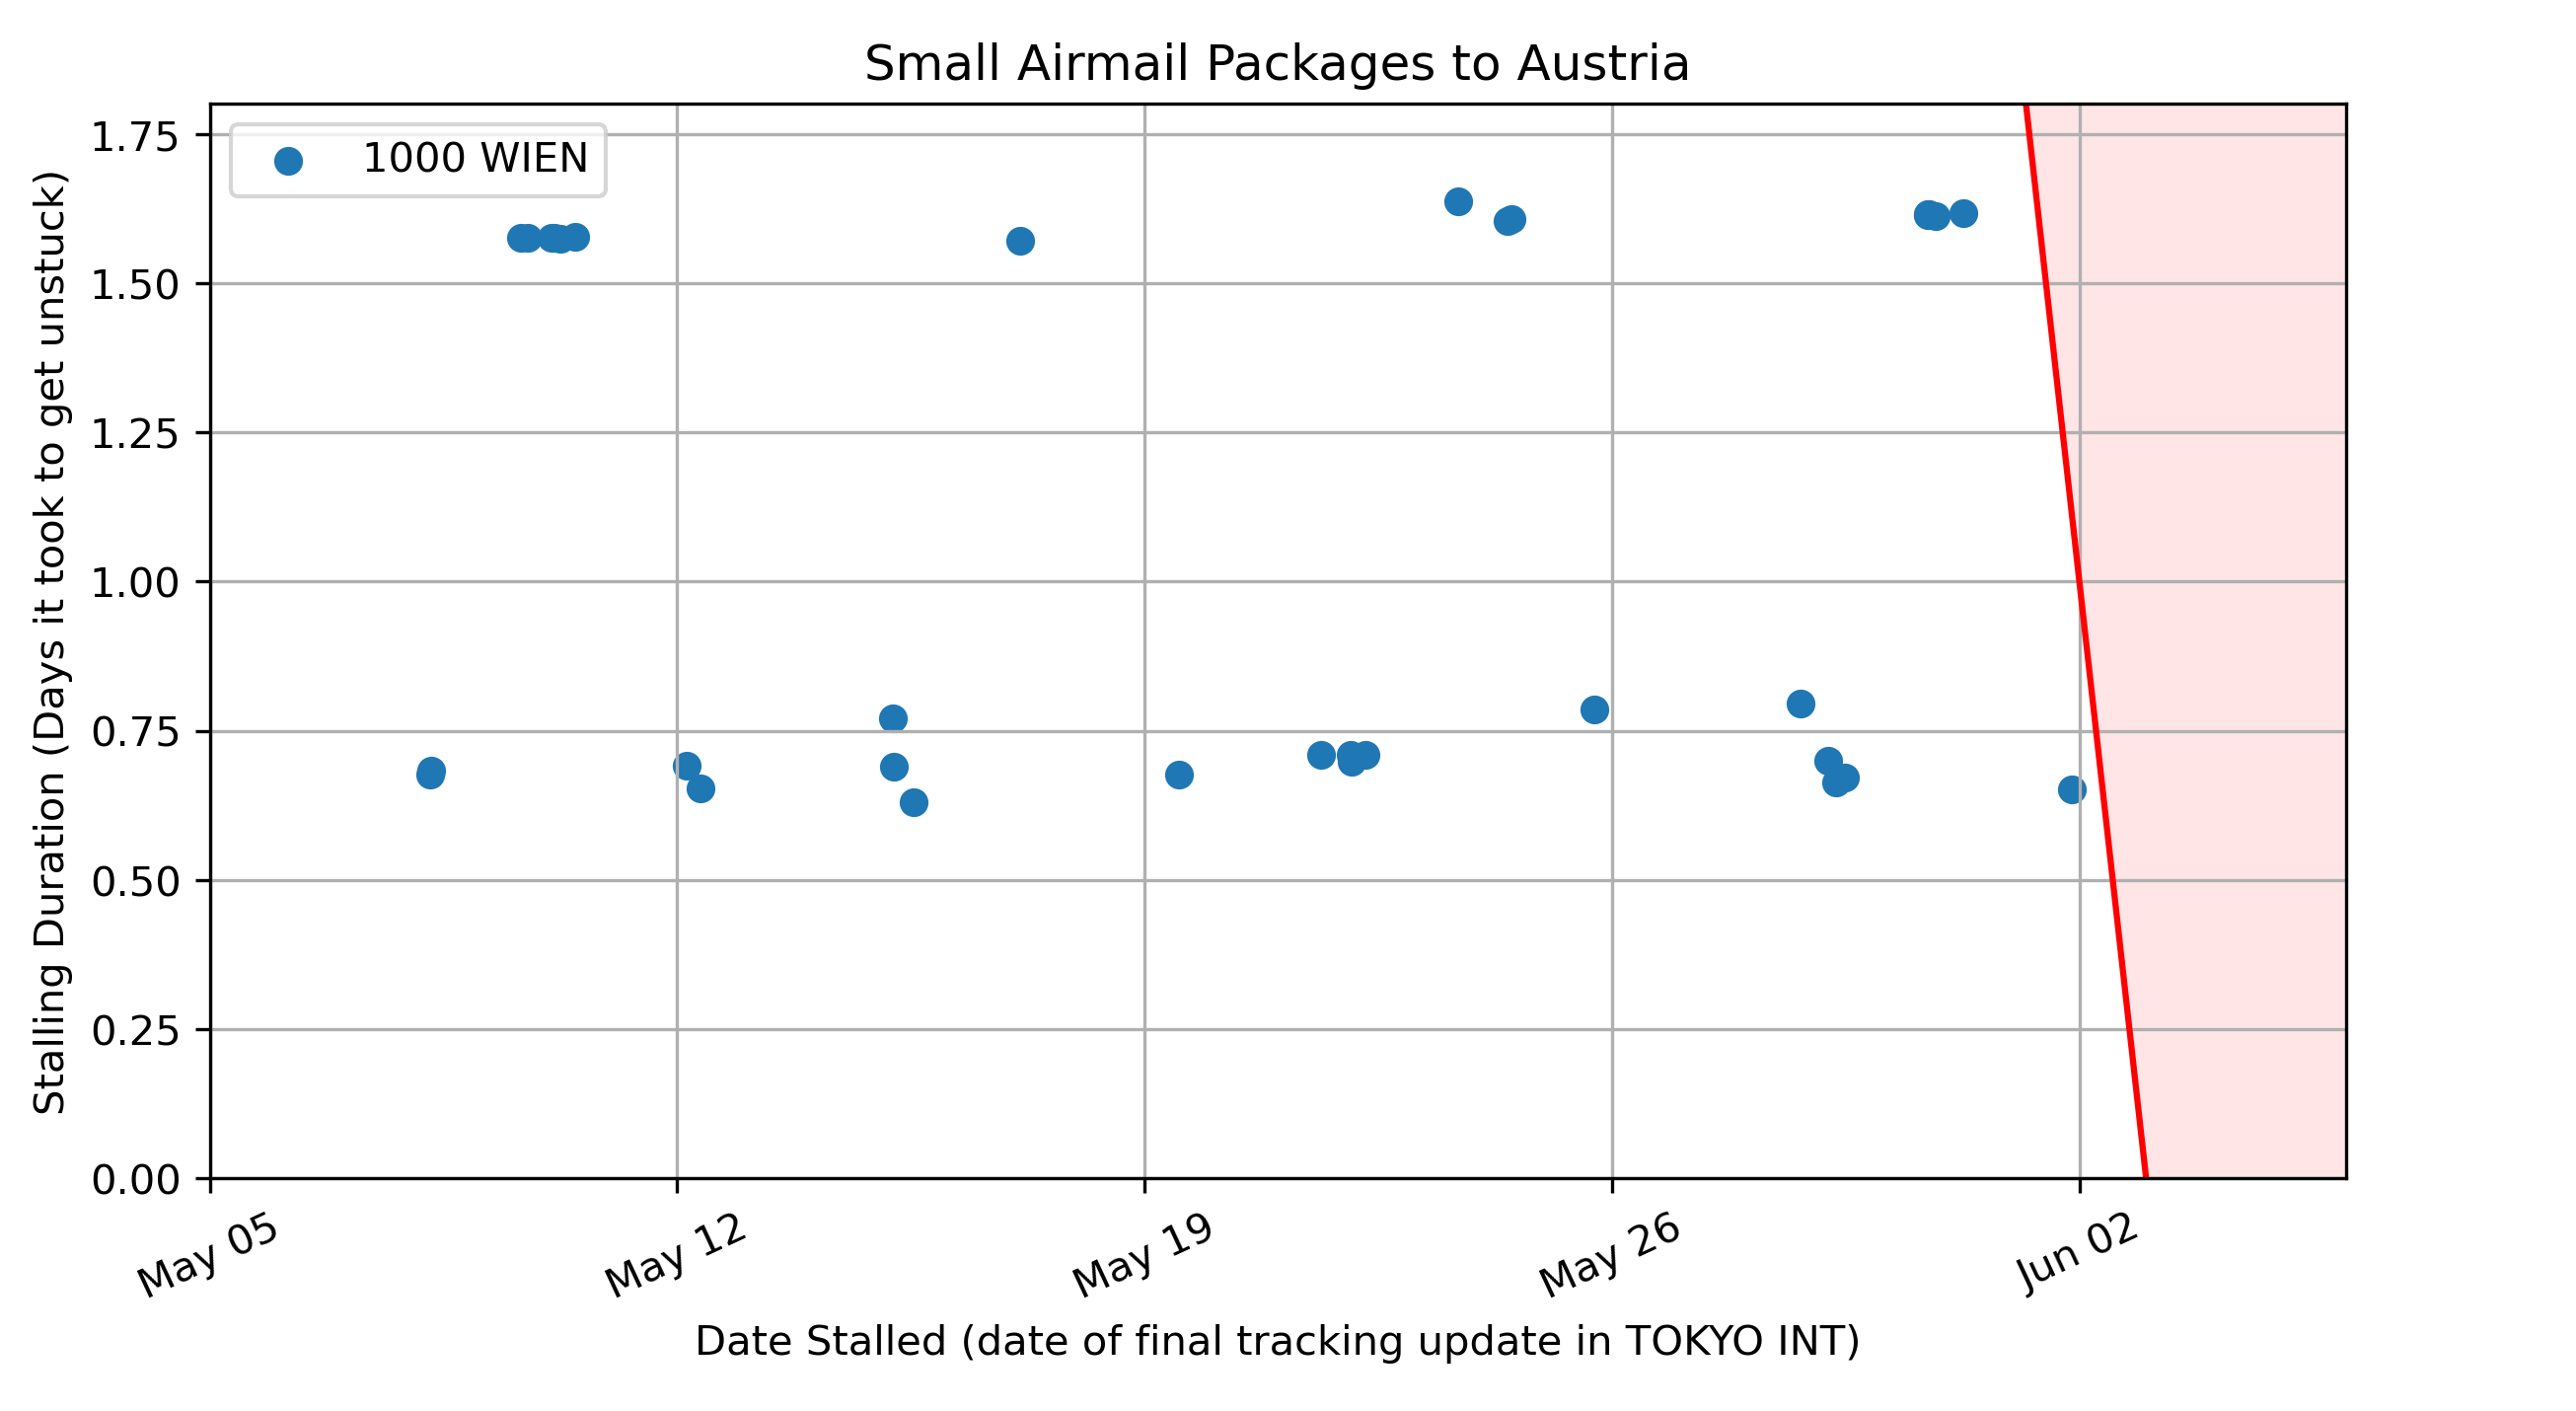 Small Airmail Packages to Austria
1000 WIEN
Stalling Duration (Days it took to get unstuck)
1.75
1.50
1.25
1.00
0.75
0.50
0.25
0.00
May 05
May 12
May 19
May 26
Jun 02
Date Stalled (date of final tracking update in TOKYO INT)